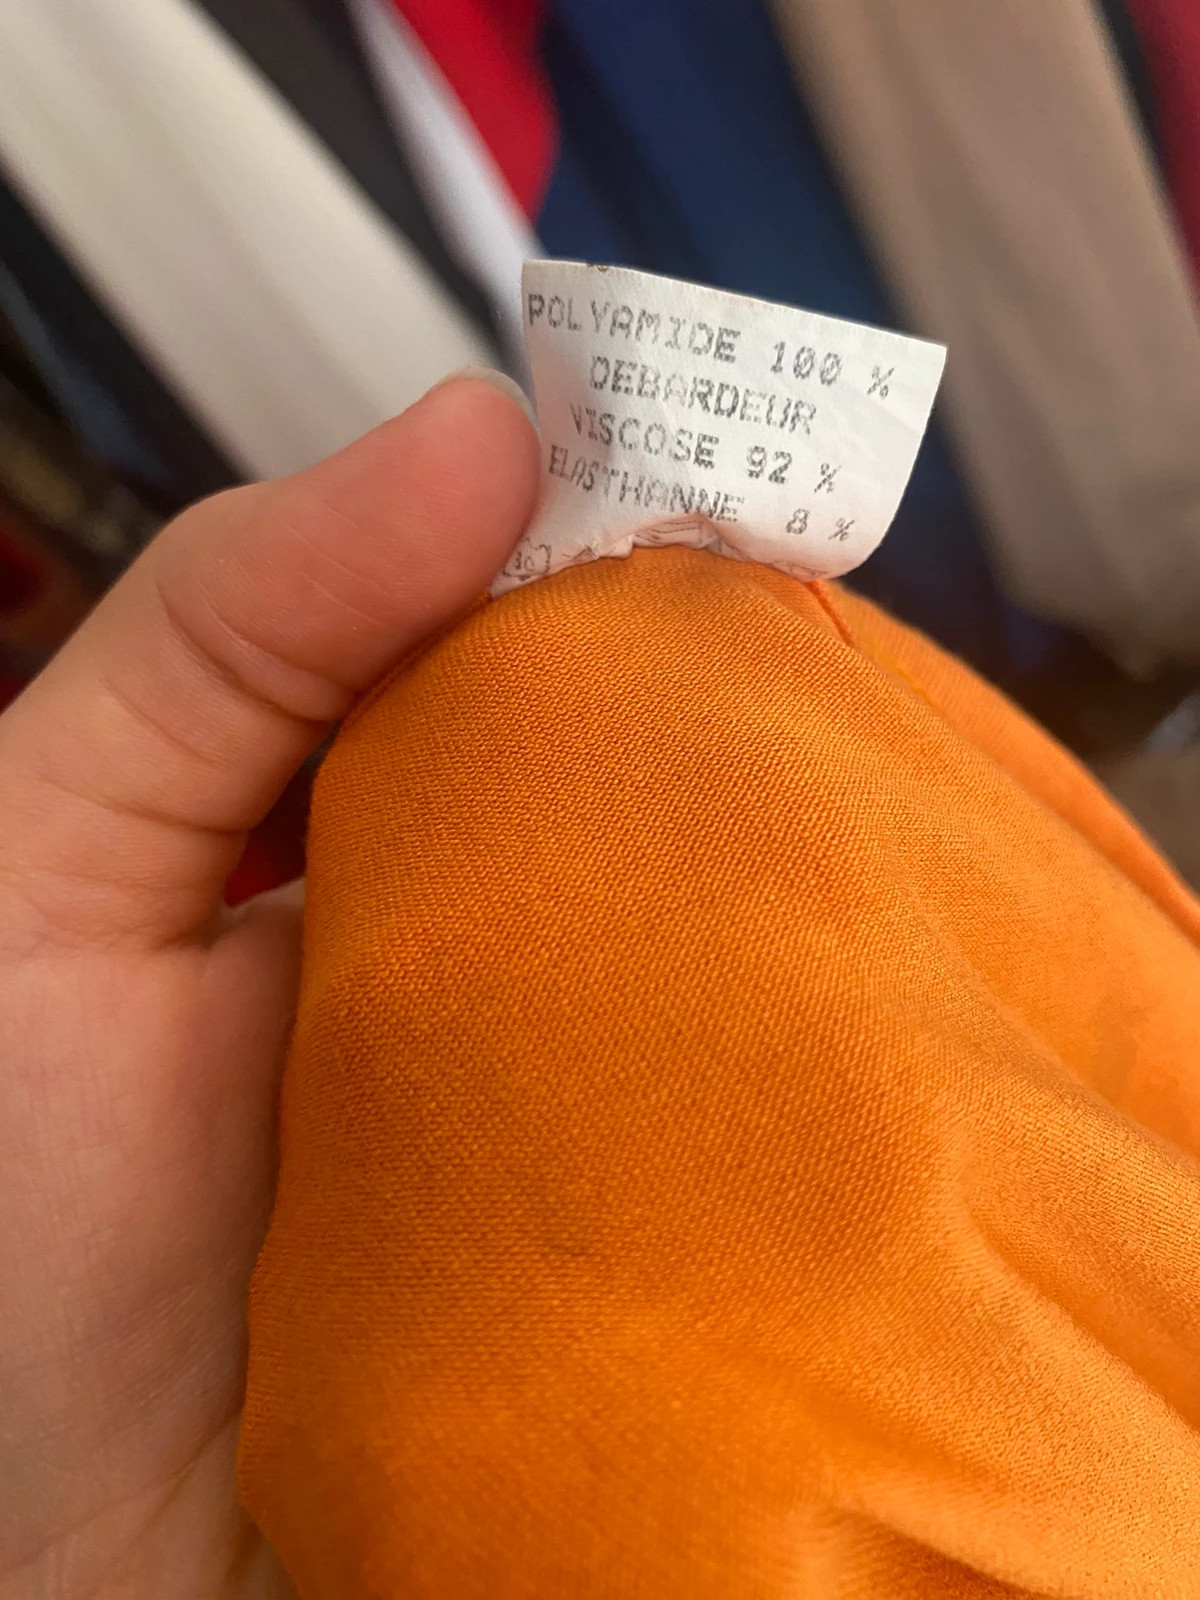 POLYAMIDE 100 %
DEBARDEUR
VISCOSE 92 %
ELASTHANNE 8 %